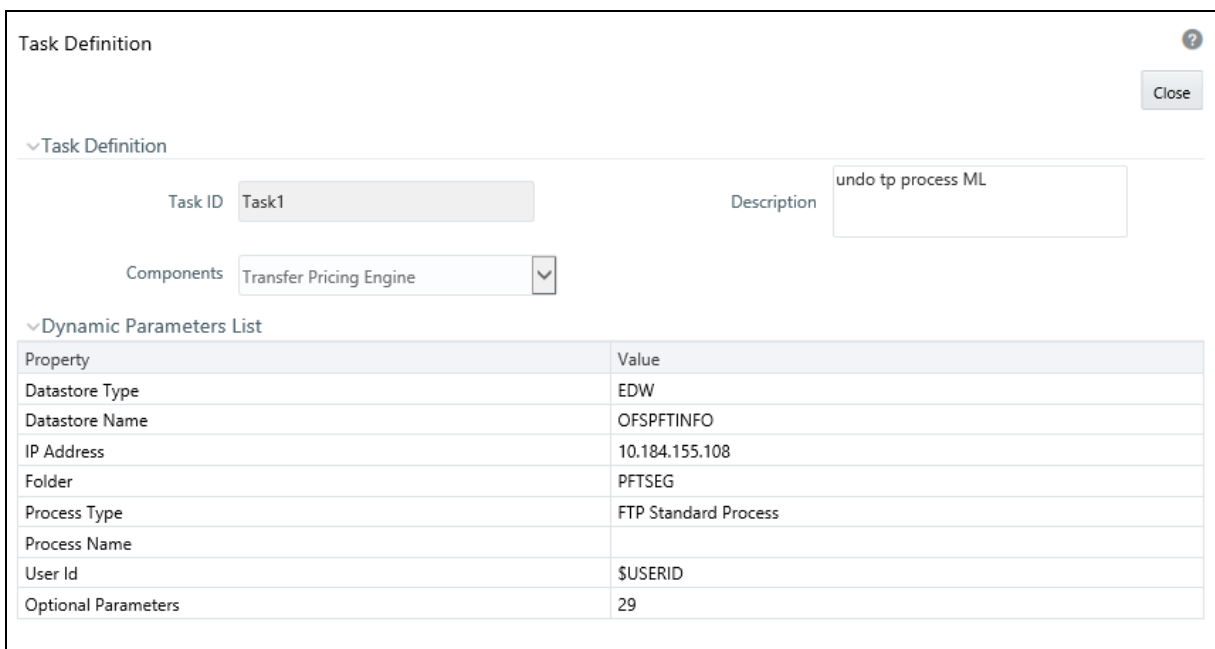 Task Definition
?
Close
Task Definition
Task ID Task1 Description undo tp process ML
Components Transfer Pricing Engine
Dynamic Parameters List
Property Value
Datastore Type EDW
Datastore Name OFSPFTINFO
IP Address 10.184.155.108
Folder PFTSEG
Process Type FTP Standard Process
Process Name
User Id $USERID
Optional Parameters 29